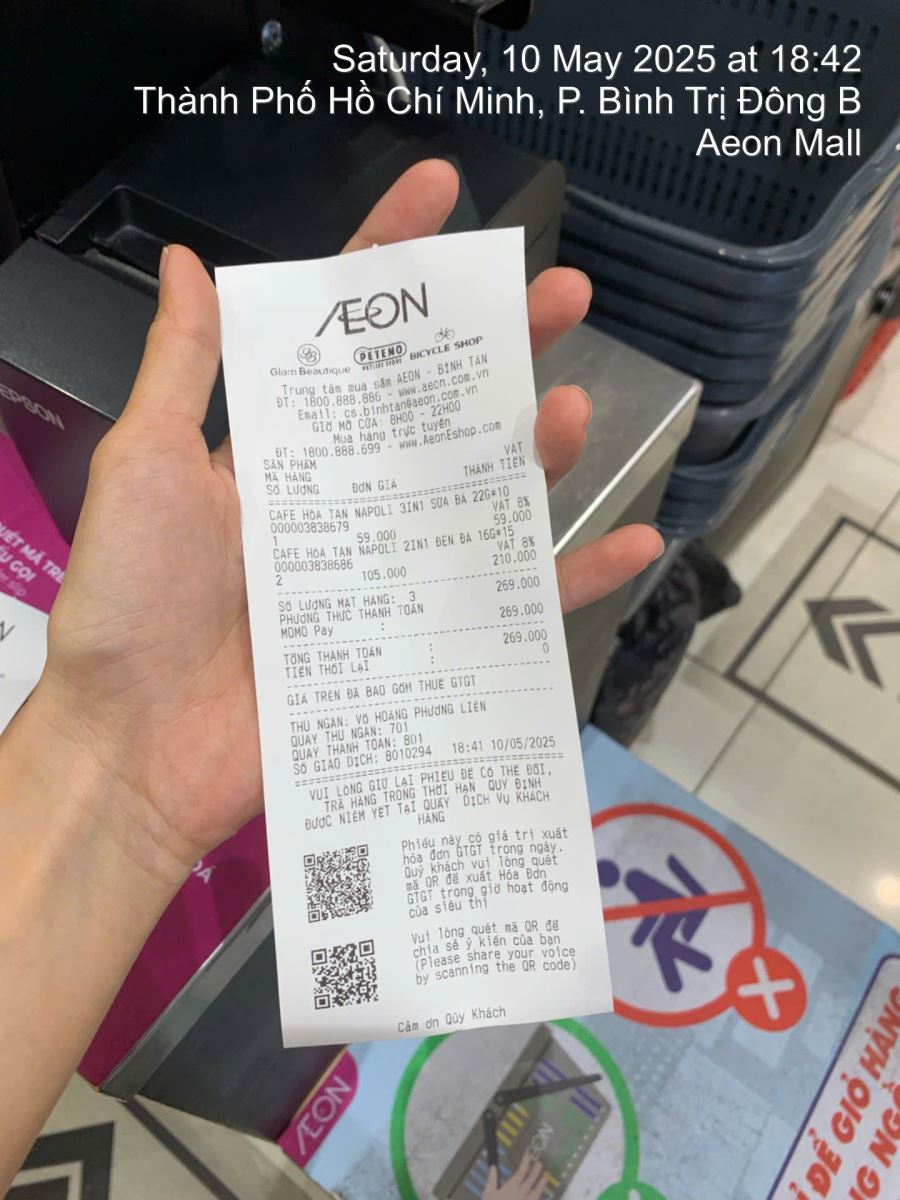 Saturday, 10 May 2025 at 18:42
Thành Phố Hồ Chí Minh, P. Bình Trị Đông B
Aeon Mall
EPSON
AEON
Glam Beautique PETEMO BICYCLE SHOP
Trung tâm mua sắm AEON - BÌNH TÂN
ĐT: 1800.888.886 - www.aeon.com.vn
Email: cs.binhtan@aeon.com.vn
GIỜ MỞ CỬA: 8H00 - 22H00
Mua hàng trực tuyến
ĐT: 1800.888.699 - www.AeonEshop.com
SẢN PHẨM
MÃ HÀNG VAT
SỐ LƯỢNG ĐƠN GIÁ THÀNH TIỀN
CAFE HÒA TAN NAPOLI 3IN1 SỮA ĐÁ 22G*10
000003838679 VAT 8%
1 59.000 59.000
CAFE HÒA TAN NAPOLI 2IN1 ĐEN ĐÁ 16G*15
000003838686 VAT 8%
2 105.000 210.000
SỐ LƯỢNG MẶT HÀNG: 3 269.000
PHƯƠNG THỨC THANH TOÁN
MOMO Pay : 269.000
TỔNG THANH TOÁN : 269.000
TIỀN THỐI LẠI : 0
GIÁ TRÊN ĐÃ BAO GỒM THUẾ GTGT
THU NGÂN: VÕ HOÀNG PHƯƠNG LIÊN
QUẦY THU NGÂN: 701
QUẦY THANH TOÁN: 801
SỐ GIAO DỊCH: 8010294 18:41 10/05/2025
VUI LÒNG GIỮ LẠI PHIẾU ĐỂ CÓ THỂ ĐỔI,
TRẢ HÀNG TRONG THỜI HẠN QUY ĐỊNH
ĐƯỢC NIÊM YẾT TẠI QUẦY DỊCH VỤ KHÁCH
HÀNG
Phiếu này có giá trị xuất
hóa đơn GTGT trong ngày.
Quý khách vui lòng quét
mã QR để xuất Hóa Đơn
GTGT trong giờ hoạt động
của siêu thị
Vui lòng quét mã QR để
chia sẻ ý kiến của bạn
(Please share your voice
by scanning the QR code)
Cảm ơn Qúy Khách
AEON
ĐỂ GIỎ HÀNG